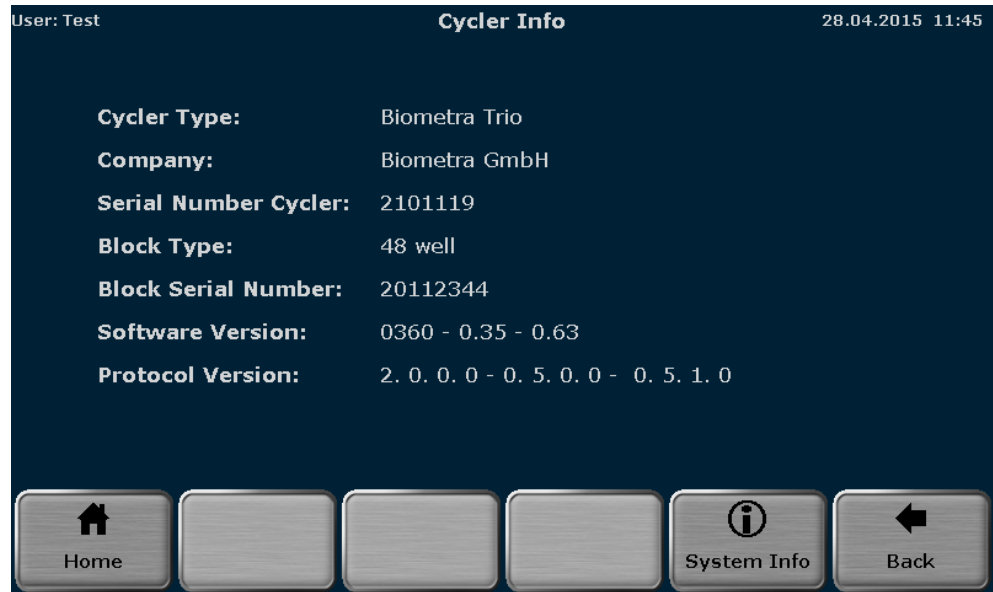 User: Test Cycler Info 28.04.2015 11:45
Cycler Type: Biometra Trio
Company: Biometra GmbH
Serial Number Cycler: 2101119
Block Type: 48 well
Block Serial Number: 20112344
Software Version: 0360 - 0.35 - 0.63
Protocol Version: 2. 0. 0. 0 - 0. 5. 0. 0 - 0. 5. 1. 0
Home System Info Back